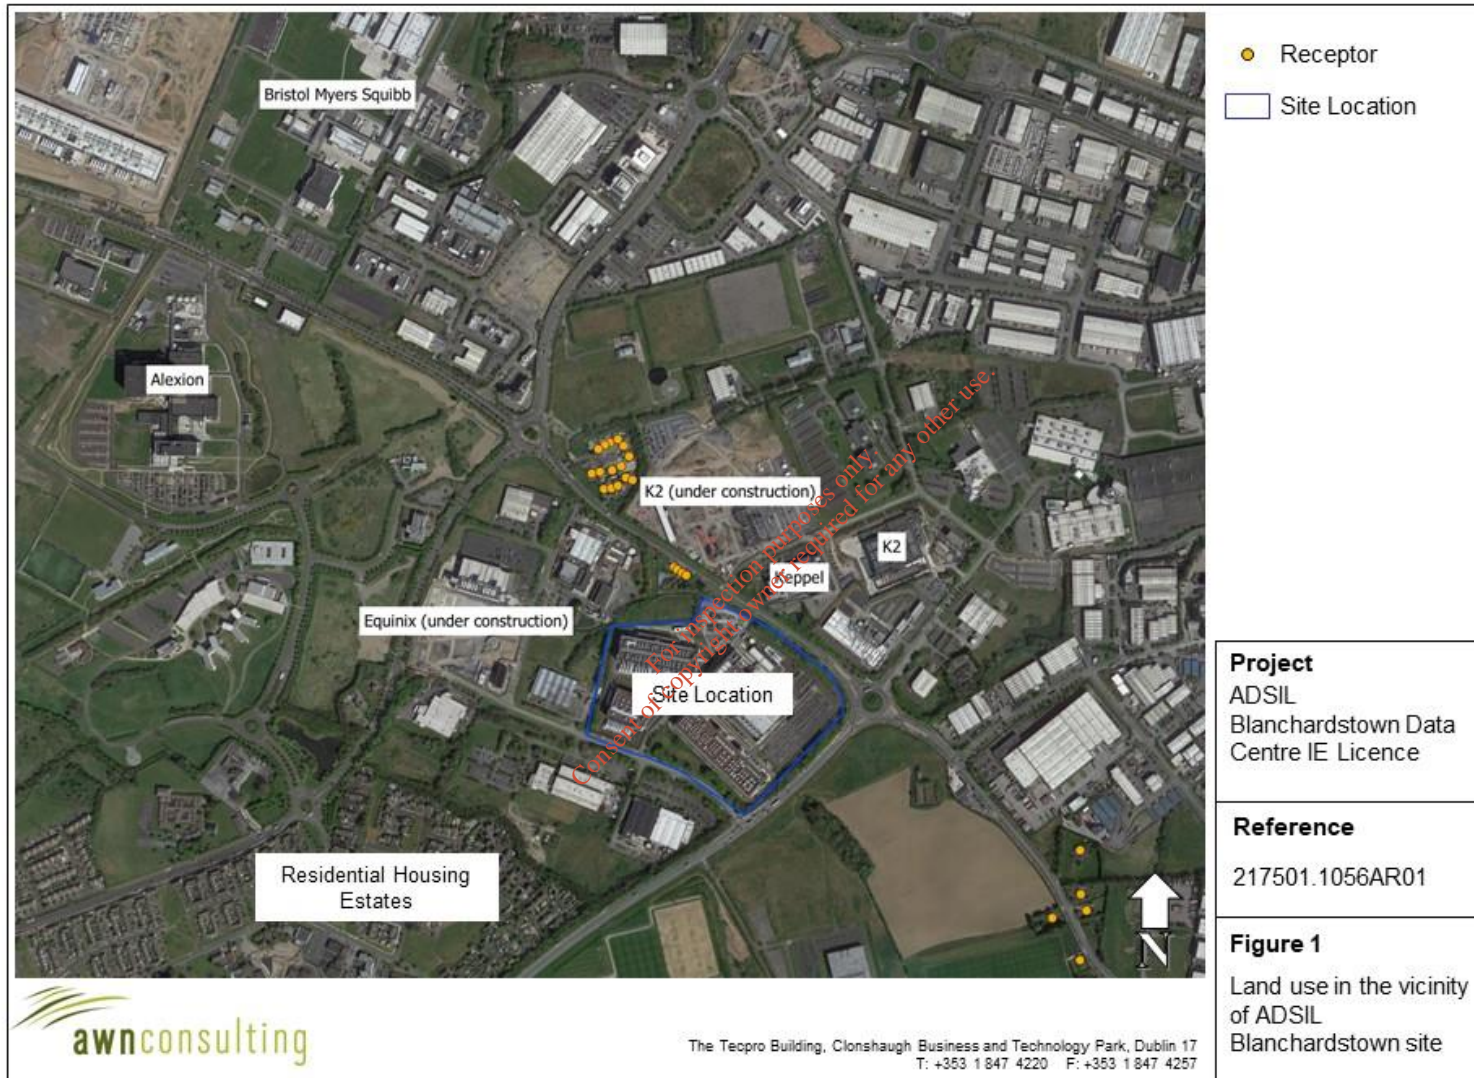 Bristol Myers Squibb
Alexion
K2 (under construction)
K2
Keppel
Equinix (under construction)
Site Location
Residential Housing
Estates
For inspection purposes only.
Consent of copyright owner required for any other use.
N
Receptor
Site Location
Project
ADSIL
Blanchardstown Data
Centre IE Licence
Reference
217501.1056AR01
Figure 1
Land use in the vicinity
of ADSIL
Blanchardstown site
awnconsulting
The Tecpro Building, Clonshaugh Business and Technology Park, Dublin 17
T: +353 1 847 4220 F: +353 1 847 4257